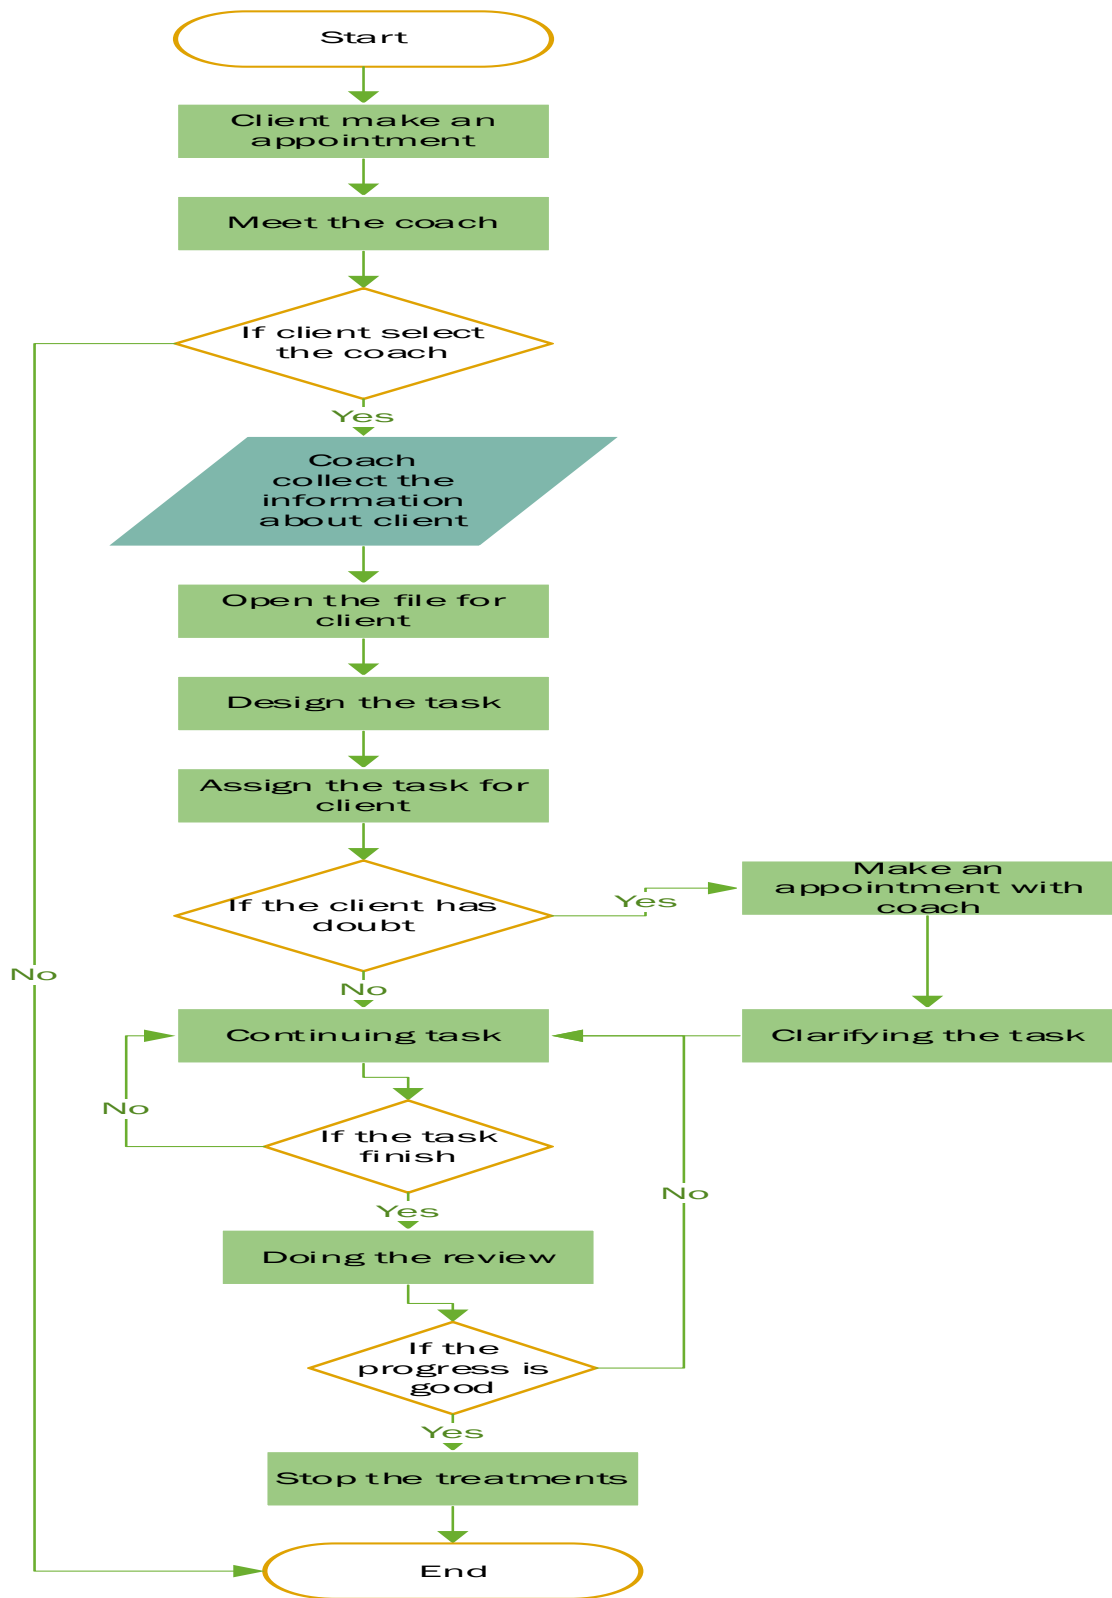 Start
Client make an
appointment
Meet the coach
If client select
the coach
Yes
Coach
collect the
information
about client
Open the file for
client
Design the task
Assign the task for
client
If the client has
doubt
Yes
Make an
appointment with
coach
No
No
Continuing task
Clarifying the task
No
If the task
finish
No
Yes
Doing the review
If the
progress is
good
Yes
Stop the treatments
End